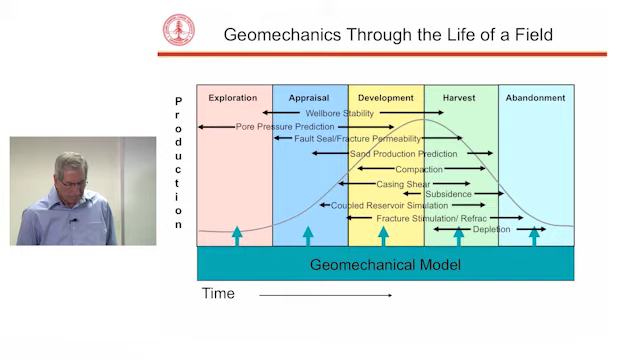 Geomechanics Through the Life of a Field
Production
Exploration
Appraisal
Development
Harvest
Abandonment
Wellbore Stability
Pore Pressure Prediction
Fault Seal/Fracture Permeability
Sand Production Prediction
Compaction
Casing Shear
Subsidence
Coupled Reservoir Simulation
Fracture Stimulation/ Refrac
Depletion
Geomechanical Model
Time